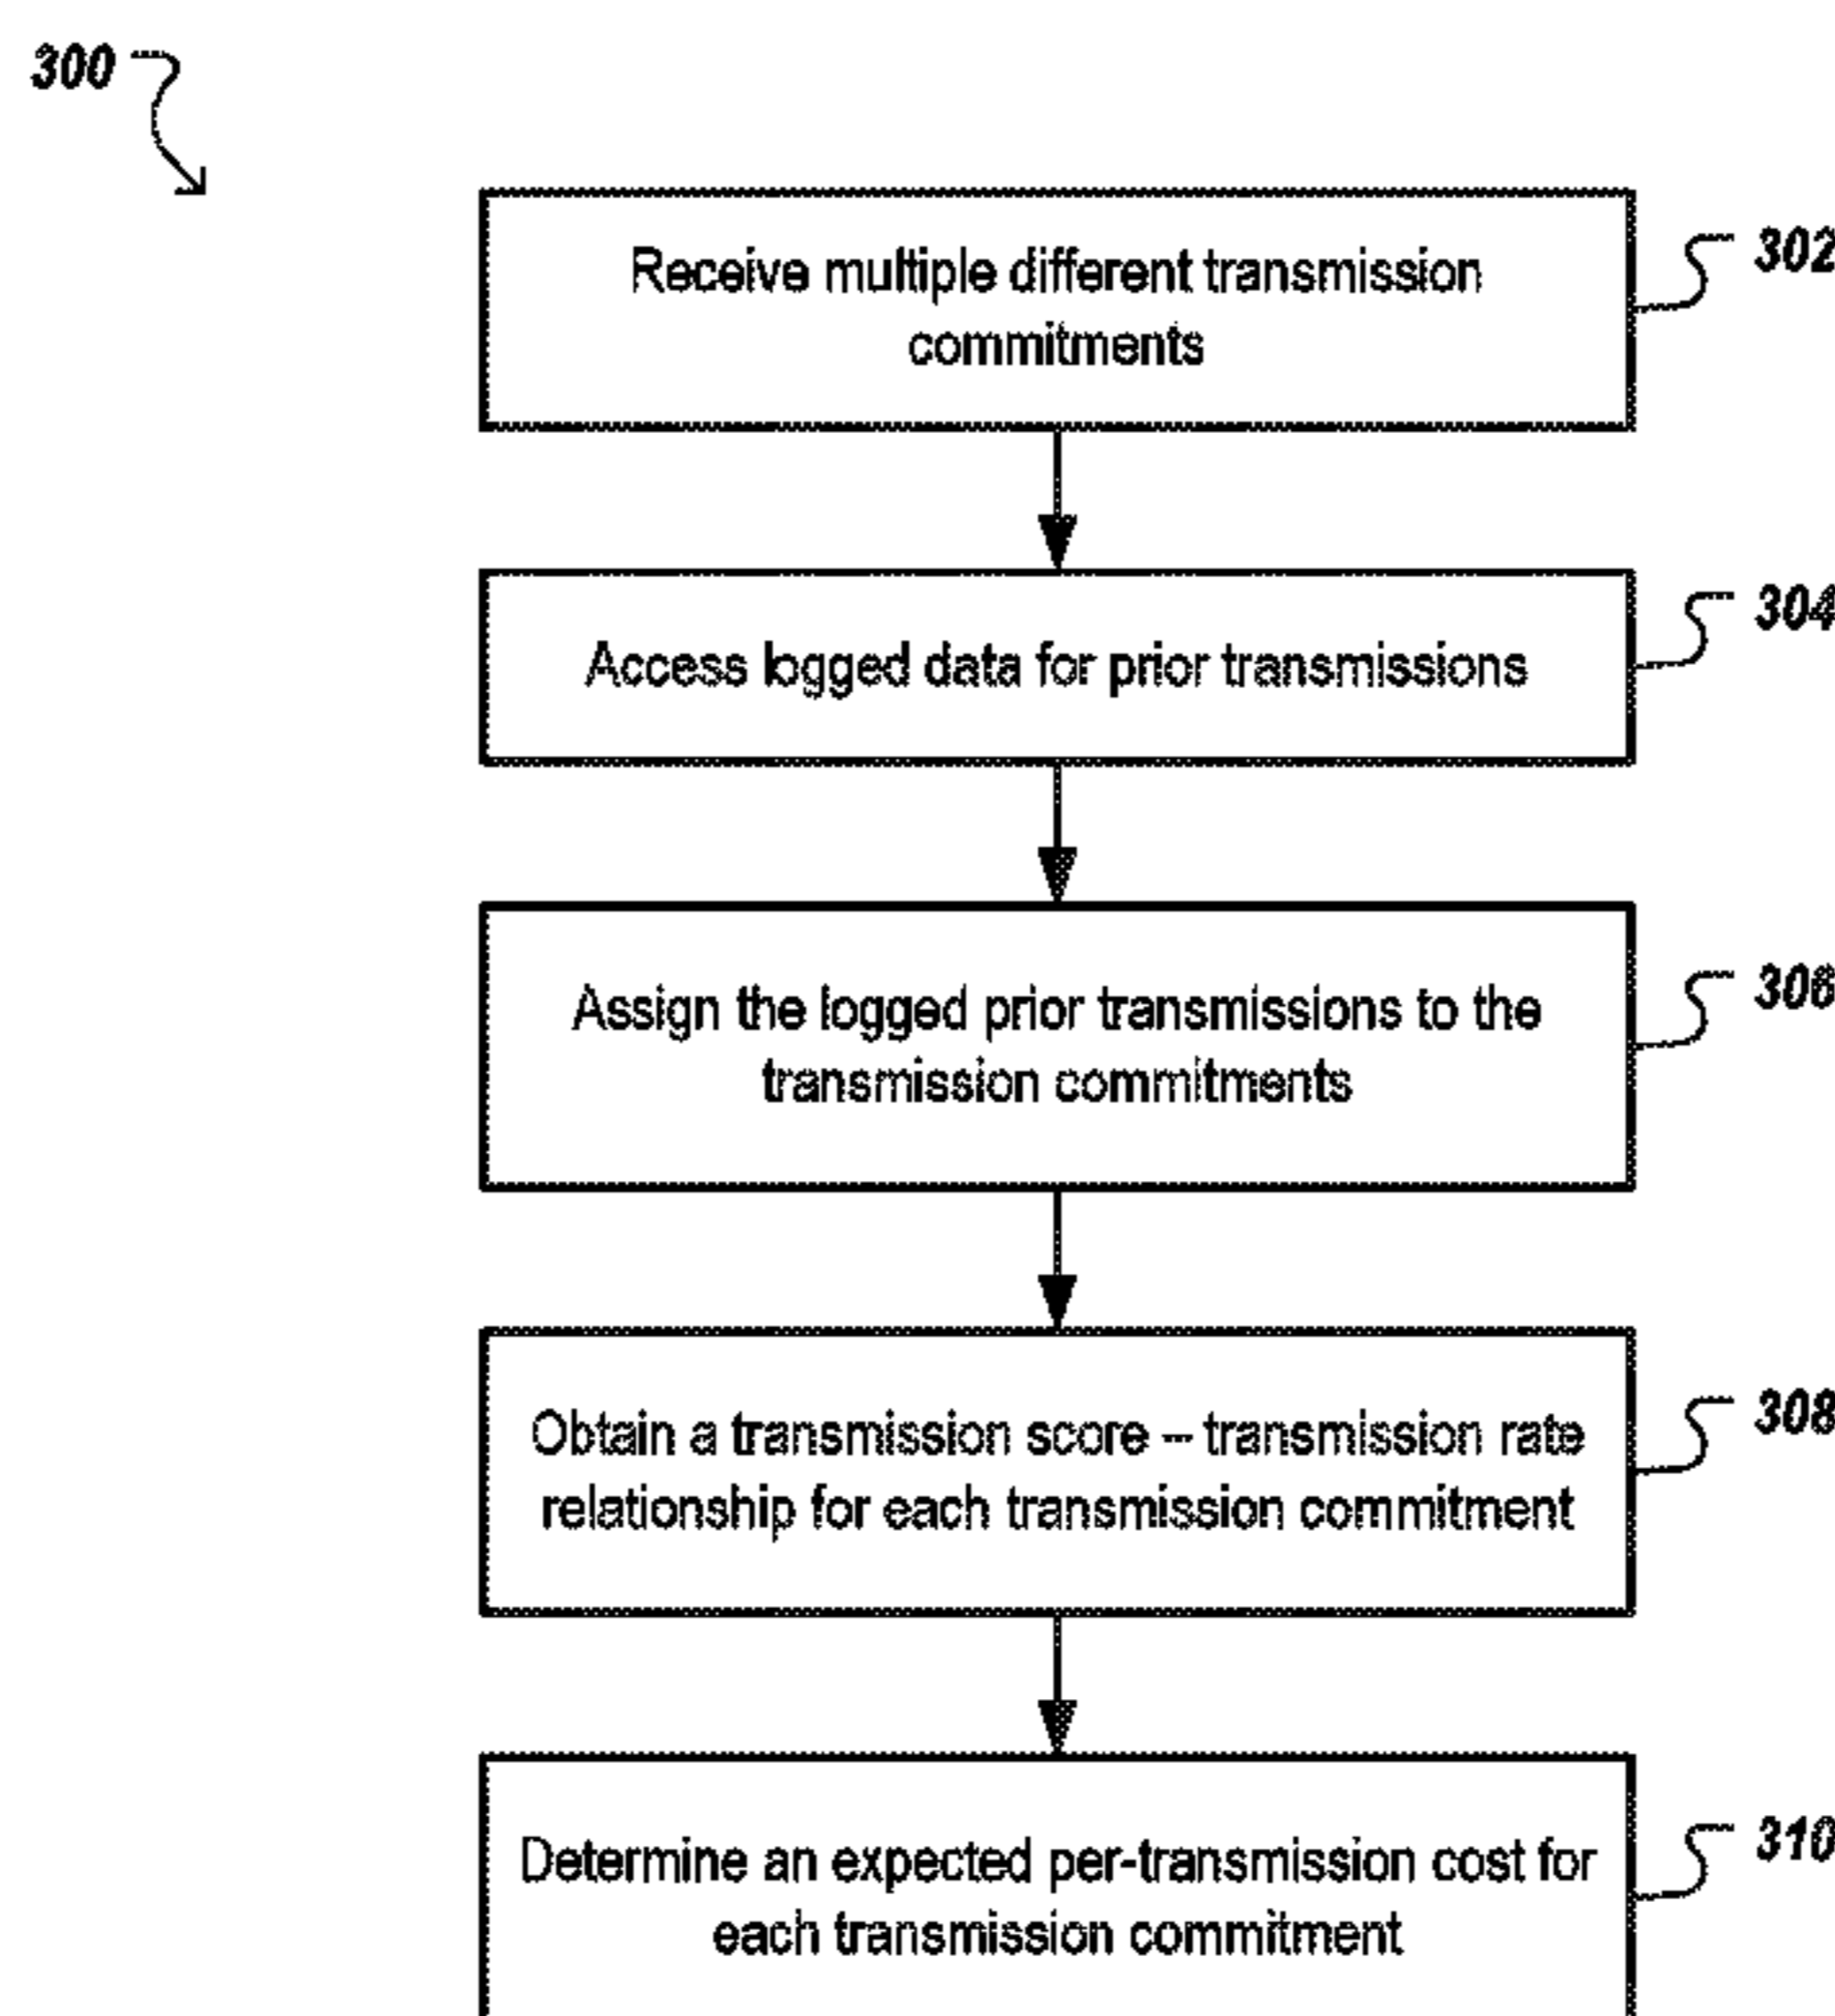 300
Receive multiple different transmission
commitments
302
Access logged data for prior transmissions
304
Assign the logged prior transmissions to the
transmission commitments
306
Obtain a transmission score – transmission rate
relationship for each transmission commitment
308
Determine an expected per-transmission cost for
each transmission commitment
310